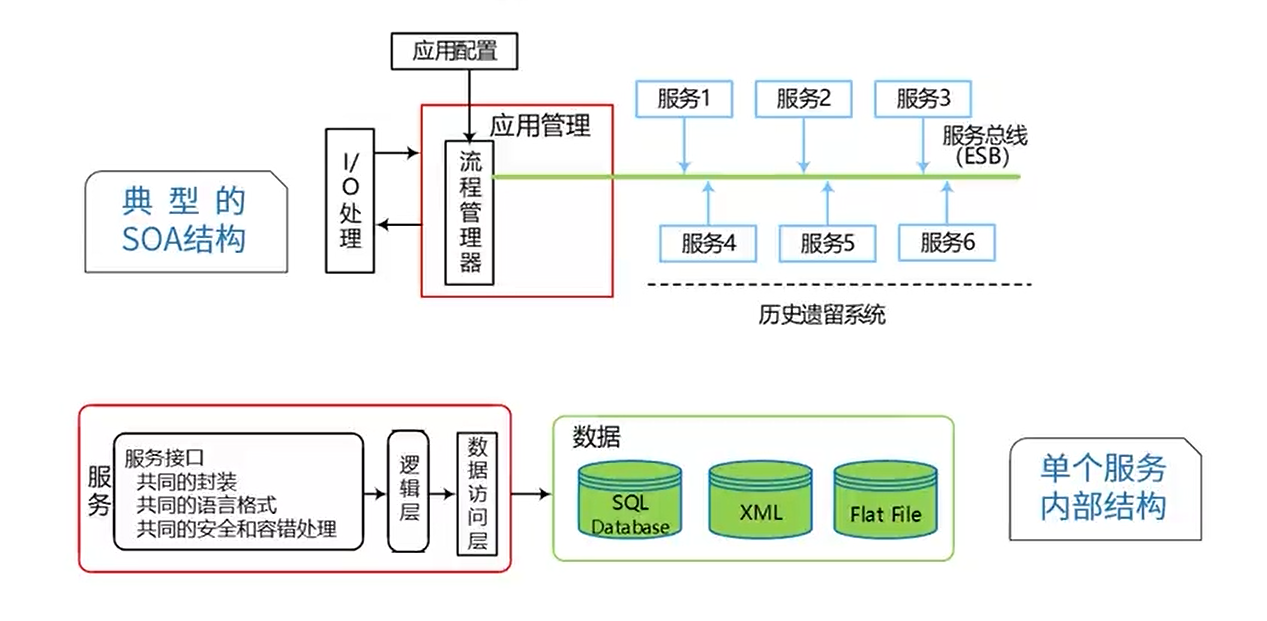 应用配置
应用管理
流程管理器
I/O处理
服务1
服务2
服务3
服务总线
(ESB)
典型的
SOA结构
服务4
服务5
服务6
历史遗留系统
服务
服务接口
共同的封装
共同的语言格式
共同的安全和容错处理
逻辑层
数据访问层
数据
SQL
Database
XML
Flat File
单个服务
内部结构